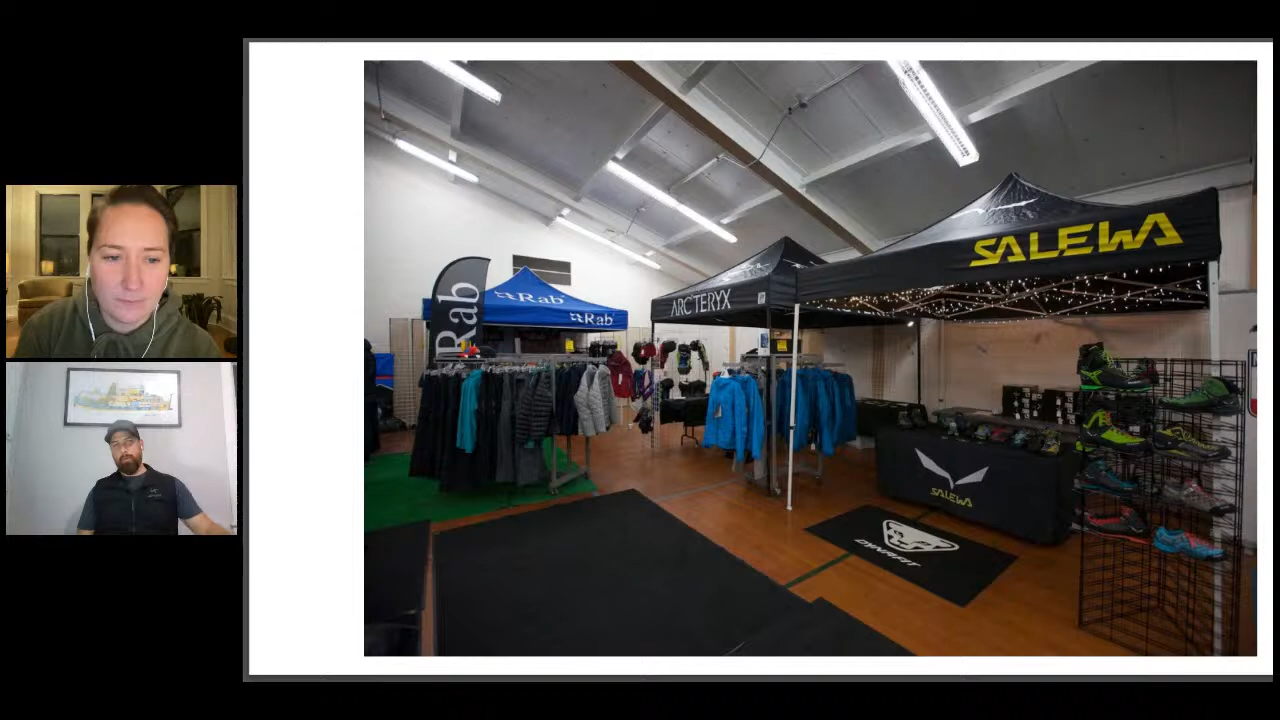 Rab
Rab
Rab
ARC'TERYX
SALEWA
SALEWA
DYNAFIT